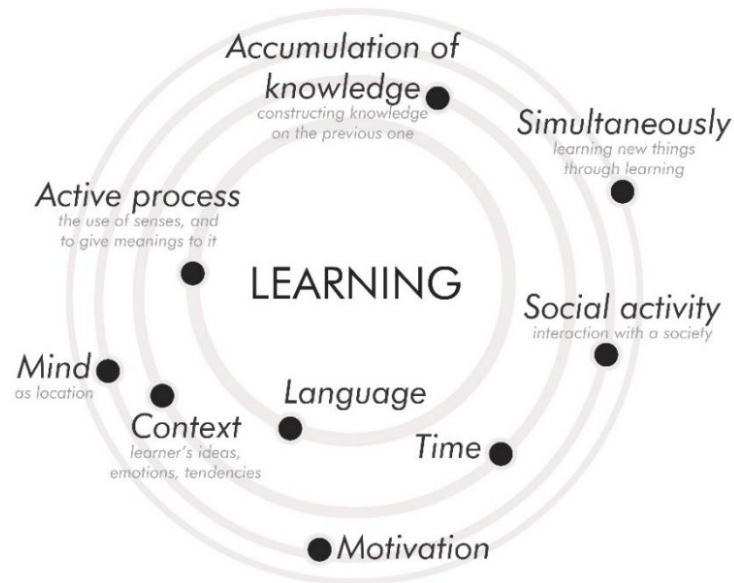 Accumulation of
knowledge
constructing knowledge
on the previous one
Simultaneously
learning new things
through learning
Active process
the use of senses, and
to give meanings to it
LEARNING
Social activity
interaction with a society
Mind
as location
Language
Context
learner's ideas,
emotions, tendencies
Time
Motivation